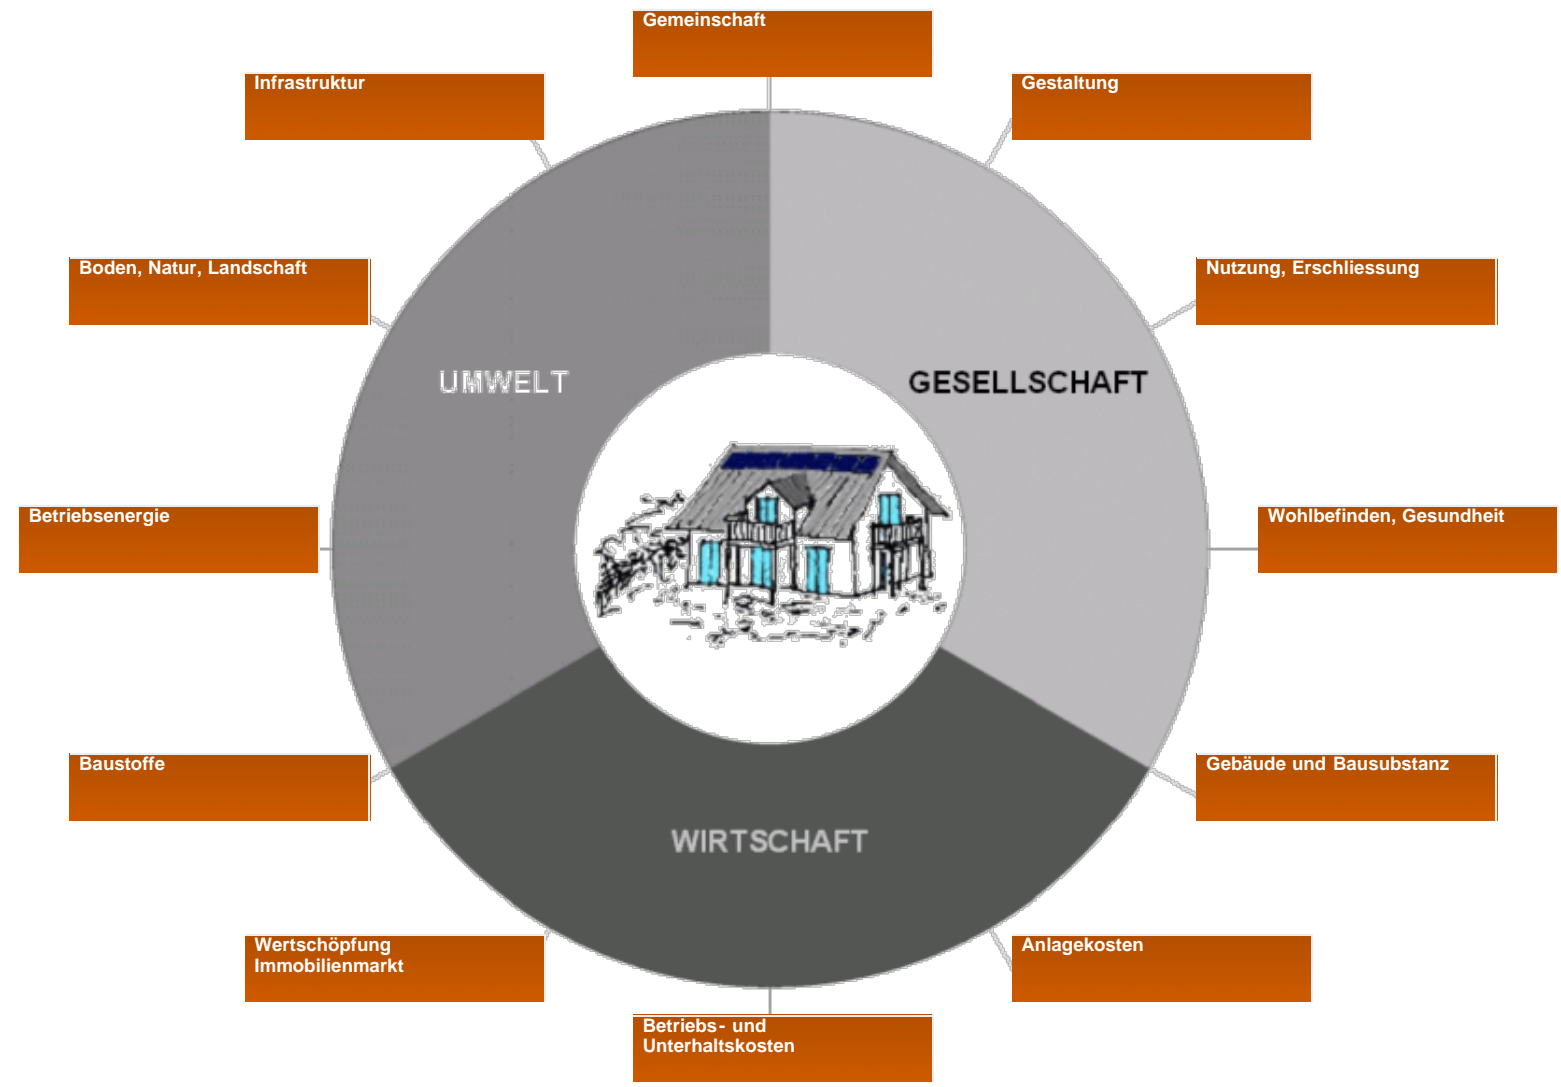 Gemeinschaft
Infrastruktur
Gestaltung
Boden, Natur, Landschaft
Nutzung, Erschliessung
UMWELT
GESELLSCHAFT
Betriebsenergie
Wohlbefinden, Gesundheit
Baustoffe
Gebäude und Bausubstanz
WIRTSCHAFT
Wertschöpfung
Immobilienmarkt
Anlagekosten
Betriebs- und
Unterhaltskosten